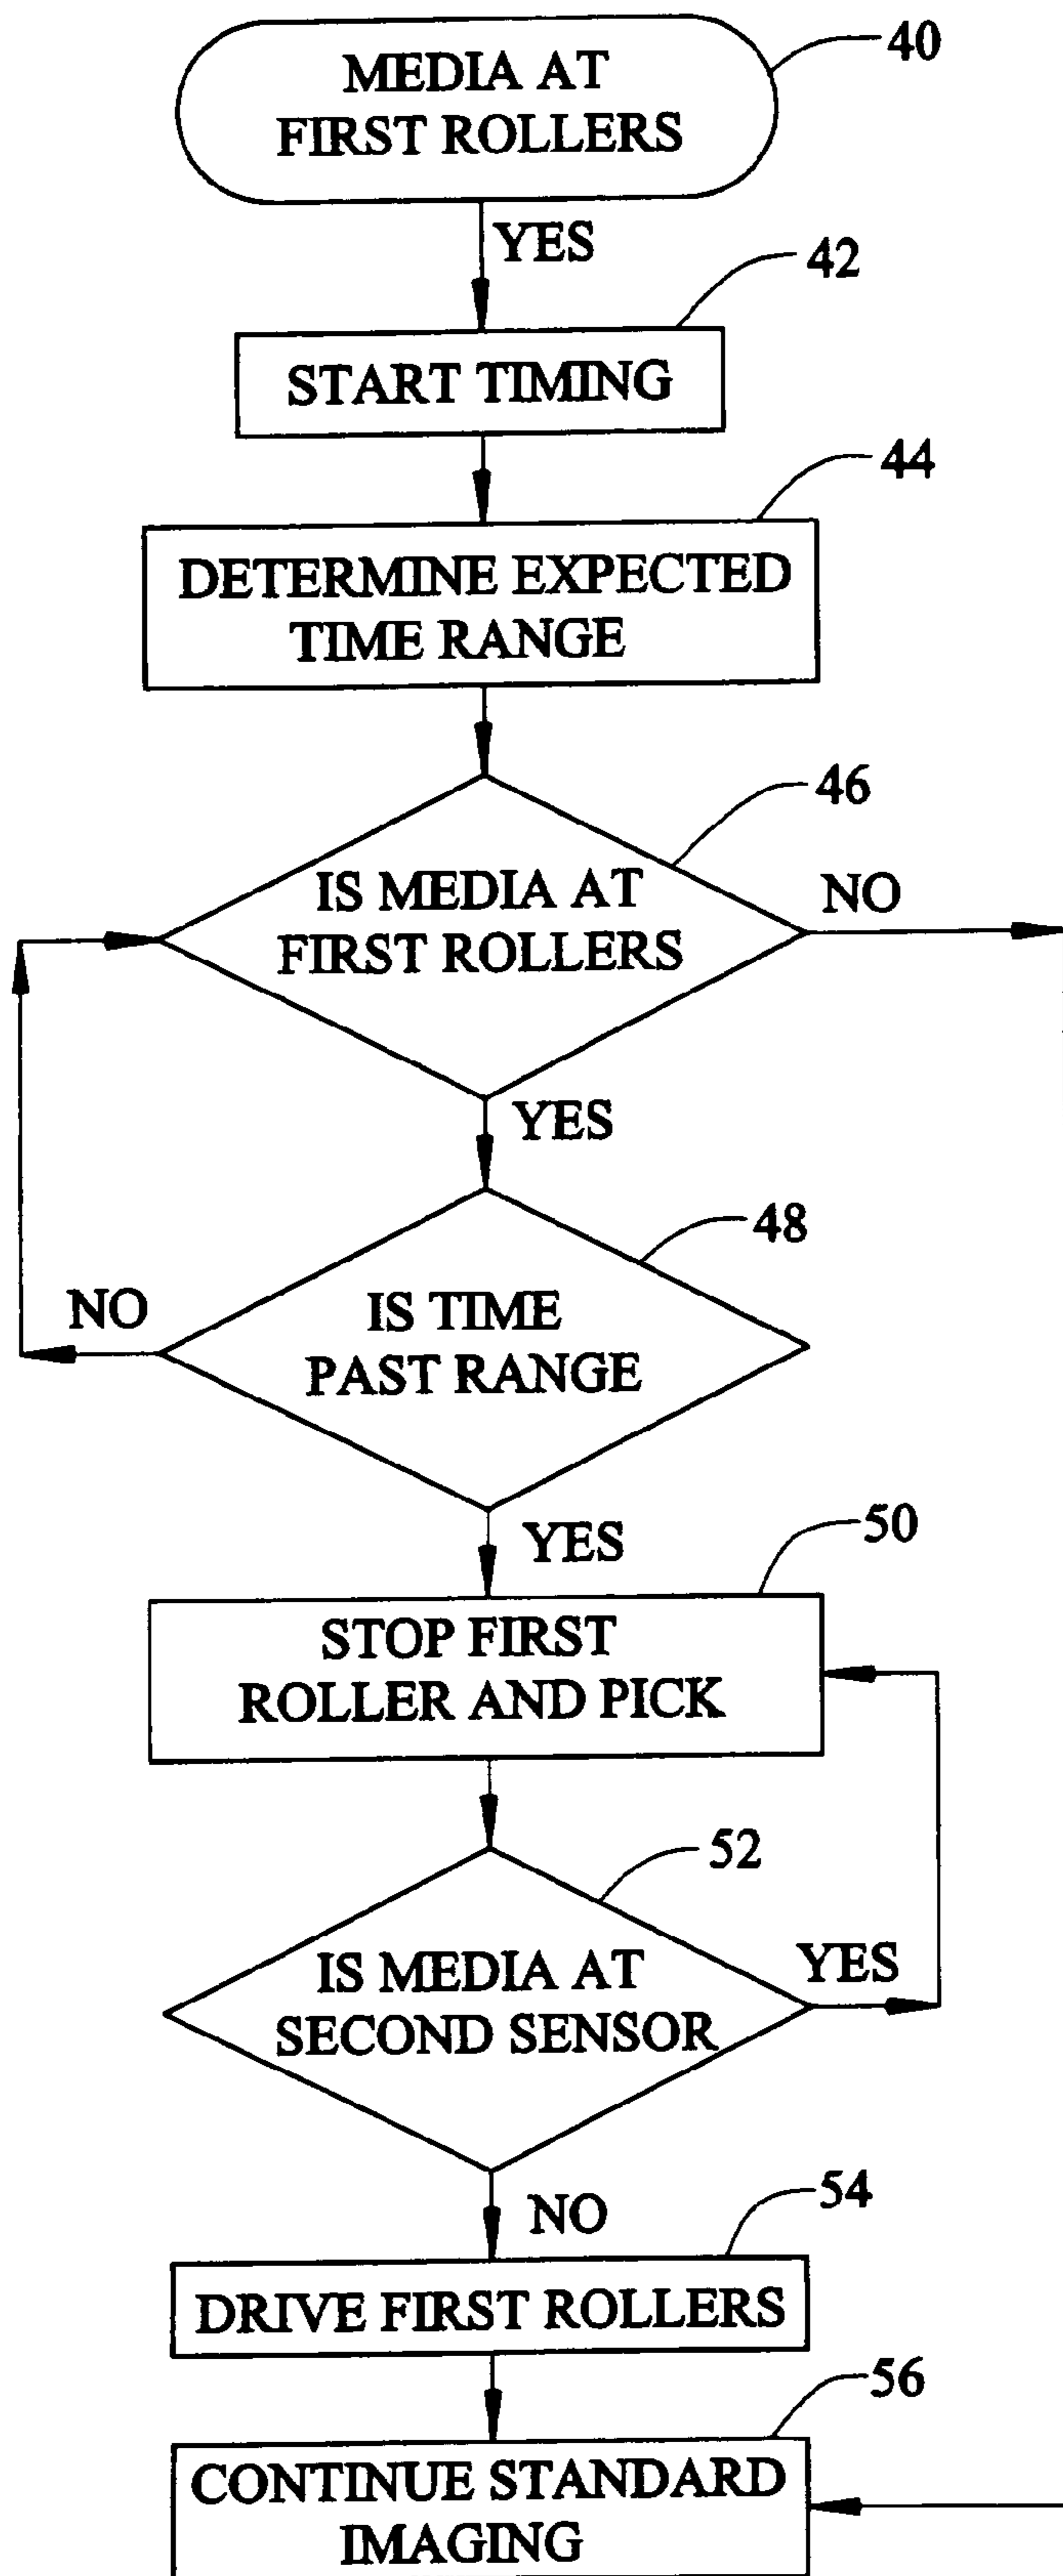 MEDIA AT
FIRST ROLLERS
40
YES
42
START TIMING
44
DETERMINE EXPECTED
TIME RANGE
46
IS MEDIA AT
FIRST ROLLERS
NO
YES
48
NO
IS TIME
PAST RANGE
YES
50
STOP FIRST
ROLLER AND PICK
52
IS MEDIA AT
SECOND SENSOR
YES
NO
54
DRIVE FIRST ROLLERS
56
CONTINUE STANDARD
IMAGING